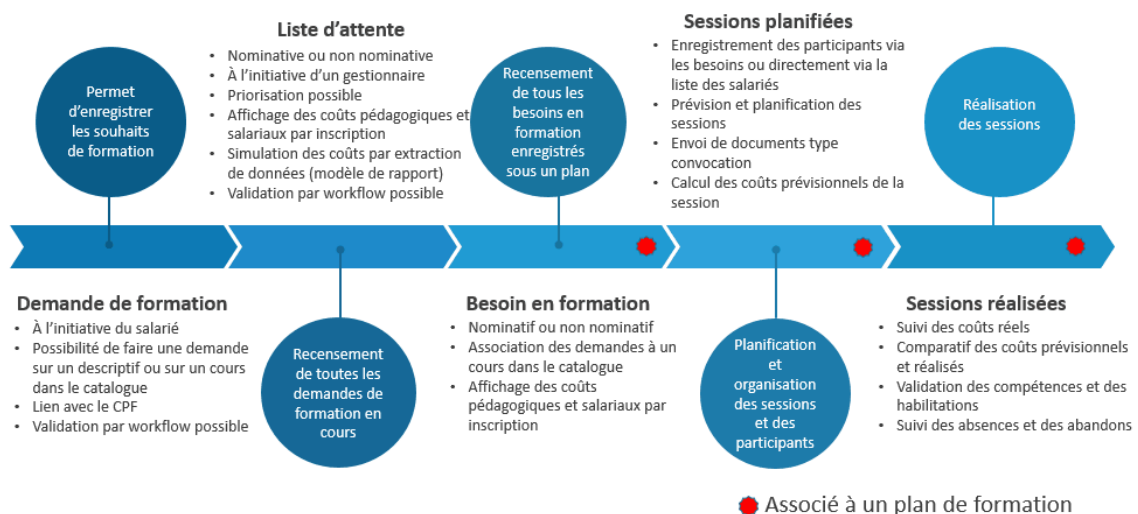 Permet
d'enregistrer
les souhaits
de formation
Liste d'attente
• Nominative ou non nominative
• À l'initiative d'un gestionnaire
• Priorisation possible
• Affichage des coûts pédagogiques et
salariaux par inscription
• Simulation des coûts par extraction
de données (modèle de rapport)
• Validation par workflow possible
Recensement
de tous les
besoins en
formation
enregistrés
sous un plan
Sessions planifiées
• Enregistrement des participants via
les besoins ou directement via la
liste des salariés
• Prévision et planification des
sessions
• Envoi de documents type
convocation
• Calcul des coûts prévisionnels de la
session
Réalisation
des sessions
Demande de formation
• À l'initiative du salarié
• Possibilité de faire une demande
sur un descriptif ou sur un cours
dans le catalogue
• Lien avec le CPF
• Validation par workflow possible
Recensement
de toutes les
demandes de
formation en
cours
Besoin en formation
• Nominatif ou non nominatif
• Association des demandes à un
cours dans le catalogue
• Affichage des coûts
pédagogiques et salariaux par
inscription
Planification
et
organisation
des sessions
et des
participants
Sessions réalisées
• Suivi des coûts réels
• Comparatif des coûts prévisionnels
et réalisés
• Validation des compétences et des
habilitations
• Suivi des absences et des abandons
Associé à un plan de formation